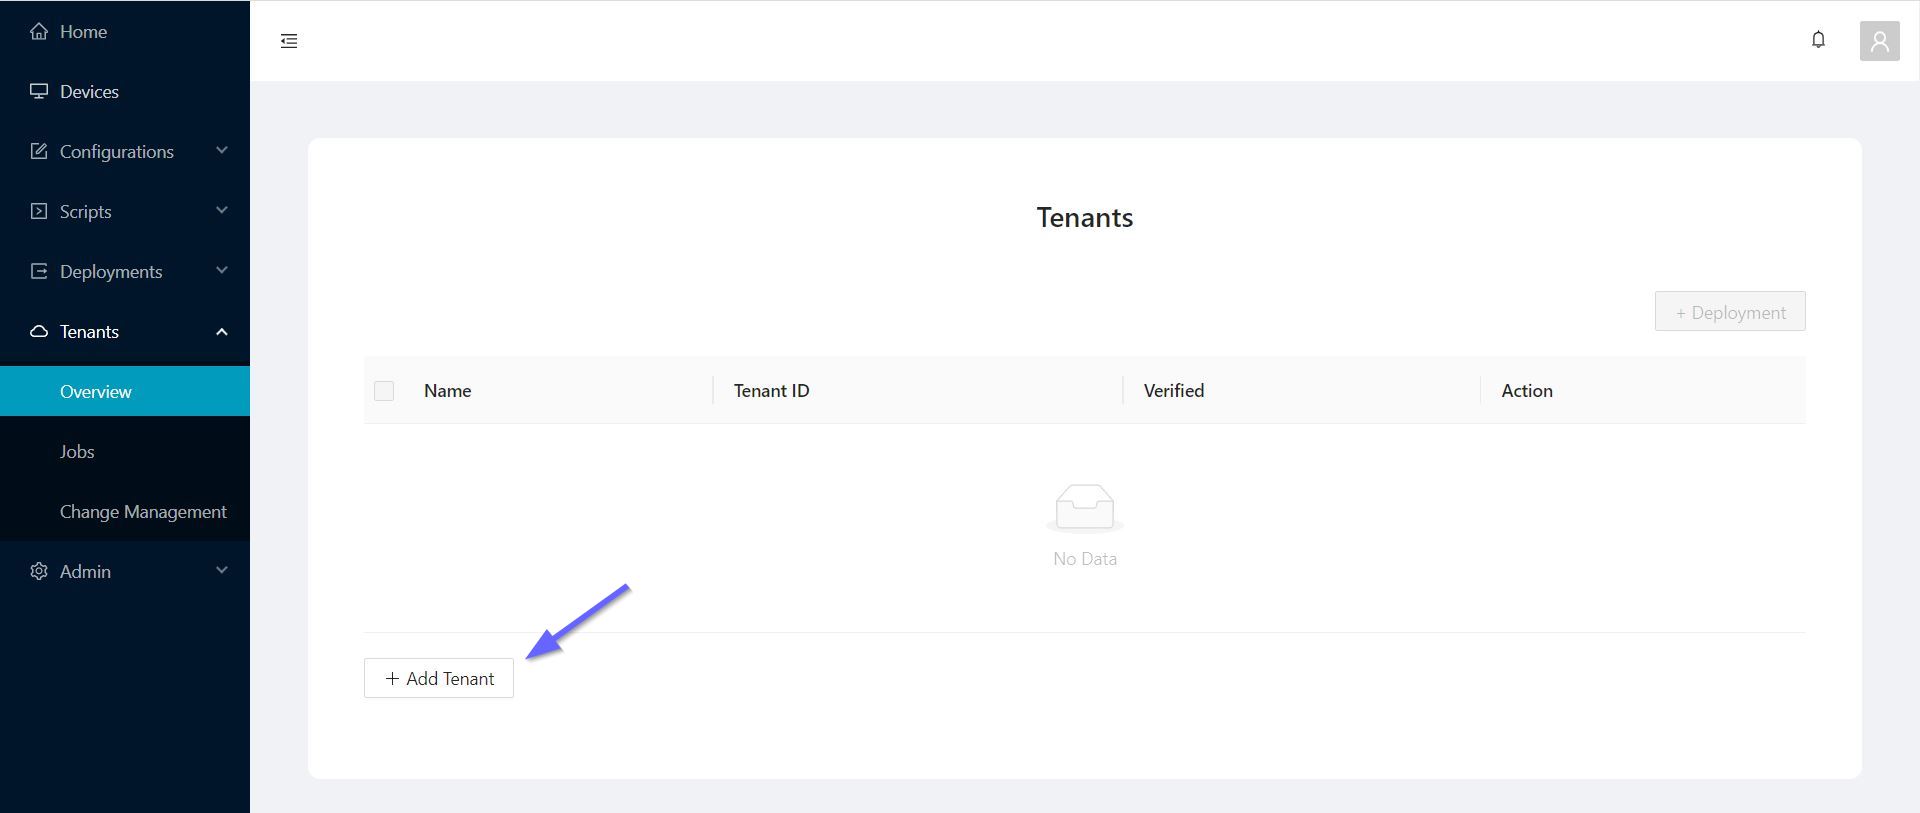 Home
Devices
Configurations
Scripts
Deployments
Tenants
Overview
Jobs
Change Management
Admin
Tenants
+ Deployment
Name Tenant ID Verified Action
No Data
+ Add Tenant